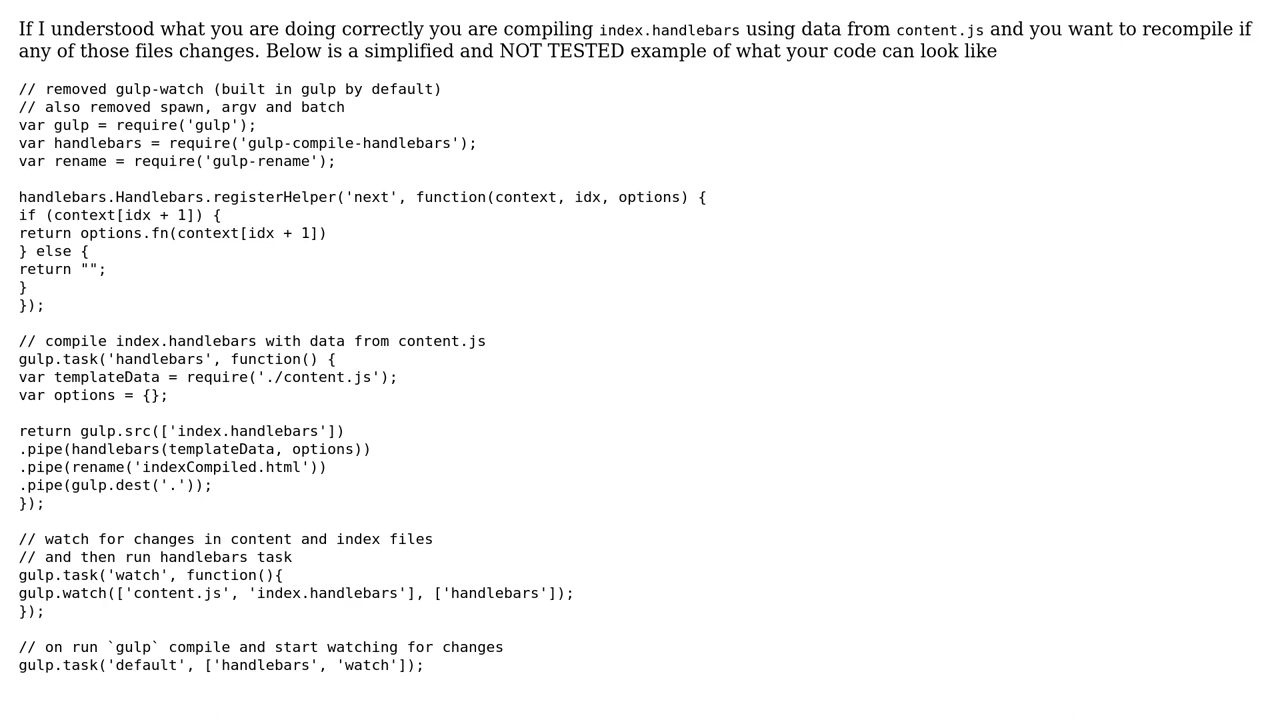 If I understood what you are doing correctly you are compiling index.handlebars using data from content.js and you want to recompile if
any of those files changes. Below is a simplified and NOT TESTED example of what your code can look like
// removed gulp-watch (built in gulp by default)
// also removed spawn, argv and batch
var gulp = require('gulp');
var handlebars = require('gulp-compile-handlebars');
var rename = require('gulp-rename');
handlebars.Handlebars.registerHelper('next', function(context, idx, options) {
if (context[idx + 1]) {
return options.fn(context[idx + 1])
} else {
return "";
}
});
// compile index.handlebars with data from content.js
gulp.task('handlebars', function() {
var templateData = require('./content.js');
var options = {};
return gulp.src(['index.handlebars'])
.pipe(handlebars(templateData, options))
.pipe(rename('indexCompiled.html'))
.pipe(gulp.dest('.'));
});
// watch for changes in content and index files
// and then run handlebars task
gulp.task('watch', function(){
gulp.watch(['content.js', 'index.handlebars'], ['handlebars']);
});
// on run `gulp` compile and start watching for changes
gulp.task('default', ['handlebars', 'watch']);